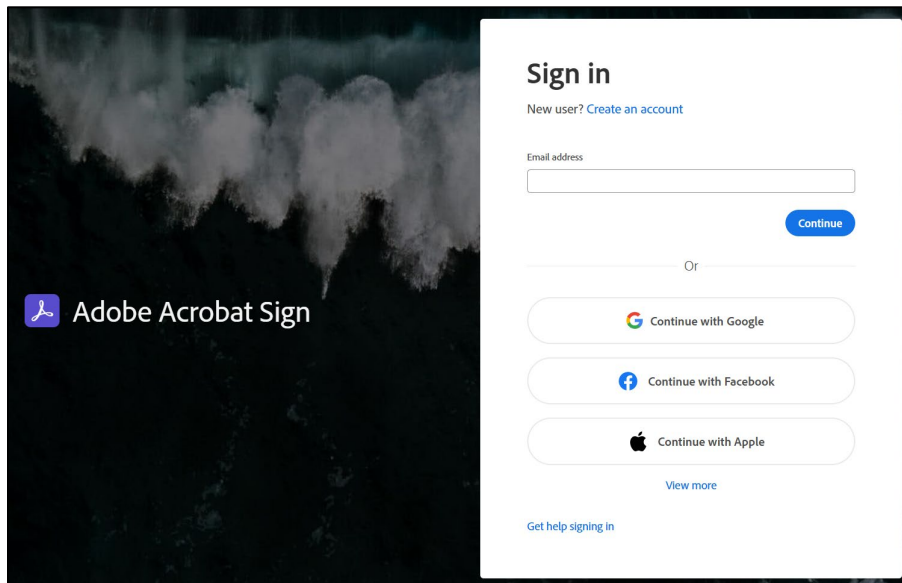 Sign in
New user? Create an account
Email address
Continue
Or
Adobe Acrobat Sign
Continue with Google
Continue with Facebook
Continue with Apple
View more
Get help signing in